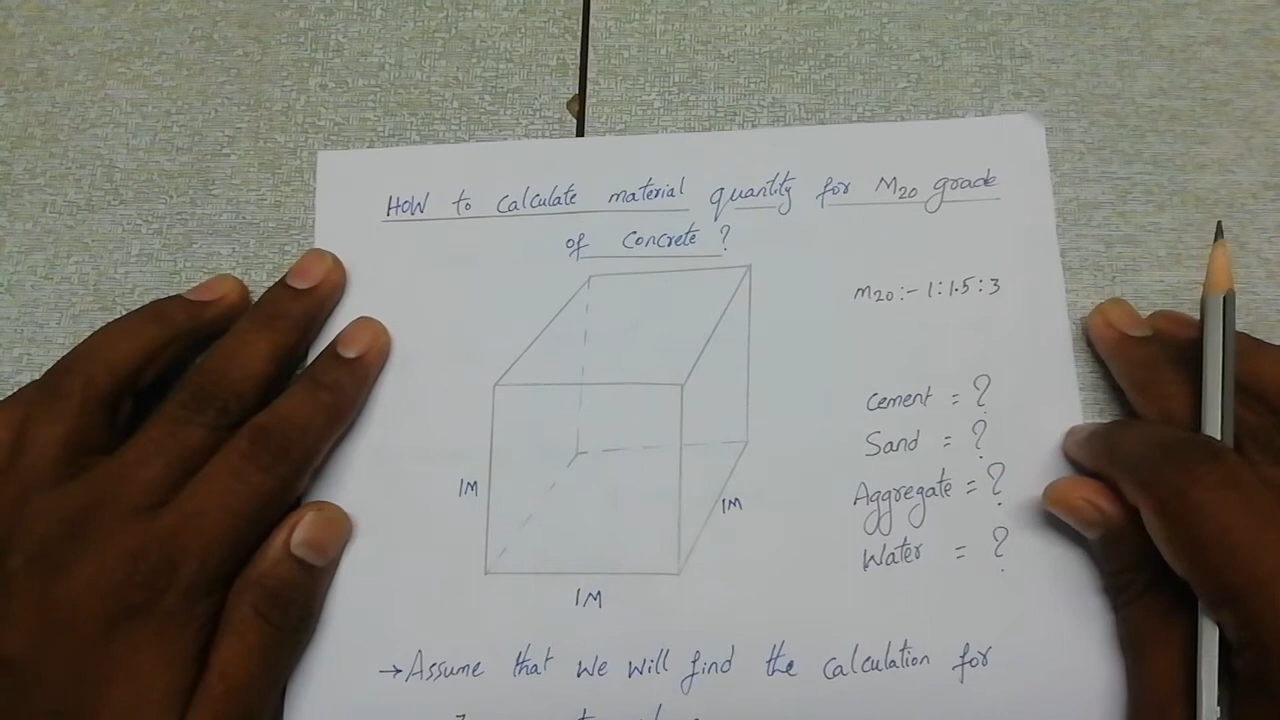 HOW to calculate material quantity for M20 grade
of concrete ?
M20 :- 1 : 1.5 : 3
Cement = ?
Sand = ?
Aggregate = ?
Water = ?
1M
1M
1M
→ Assume that we will find the calculation for